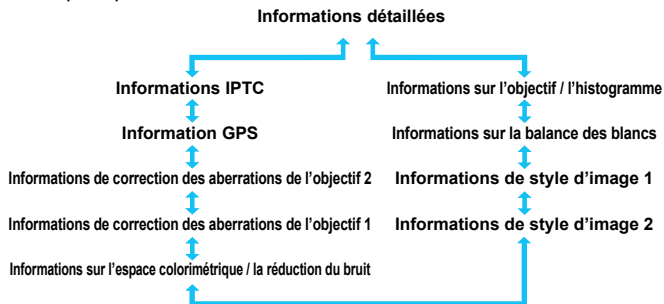 Informations détaillées
Informations IPTC
Informations sur l'objectif / l'histogramme
Information GPS
Informations sur la balance des blancs
Informations de correction des aberrations de l'objectif 2
Informations de style d'image 1
Informations de correction des aberrations de l'objectif 1
Informations de style d'image 2
Informations sur l'espace colorimétrique / la réduction du bruit